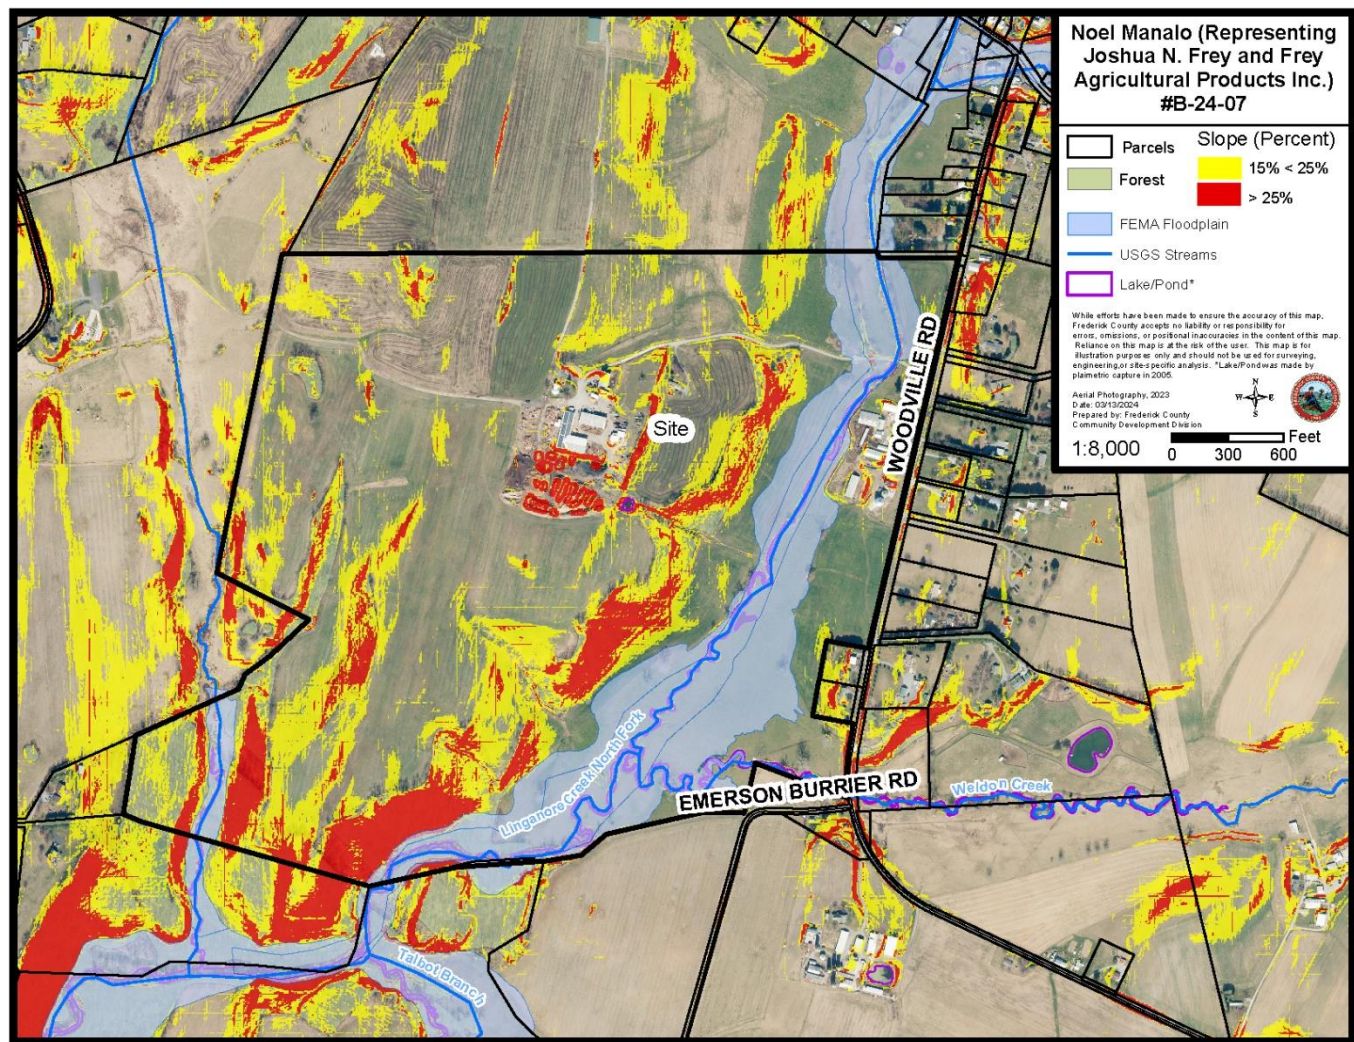 Noel Manalo (Representing
Joshua N. Frey and Frey
Agricultural Products Inc.)
#B-24-07
Parcels
Forest
Slope (Percent)
15% < 25%
> 25%
FEMA Floodplain
USGS Streams
Lake/Pond*
While efforts have been made to ensure the accuracy of this map,
Frederick County accepts no liability or responsibility for
errors, omissions, or positional inaccuracies in the content of this map.
Reliance on this map is at the risk of the user. This map is for
illustration purposes only and should not be used for surveying,
engineering,or site-specific analysis. *Lake/Pondwas made by
plaimetric capture in 2005.
Aerial Photography, 2023
Date: 03/13/2024
Prepared by: Frederick County
Community Development Division
N
W E
S
1:8,000
Feet
0 300 600
WOODVILLE RD
Site
Linganore Creek North Fork
EMERSON BURRIER RD
Weldon Creek
Talbot Branch